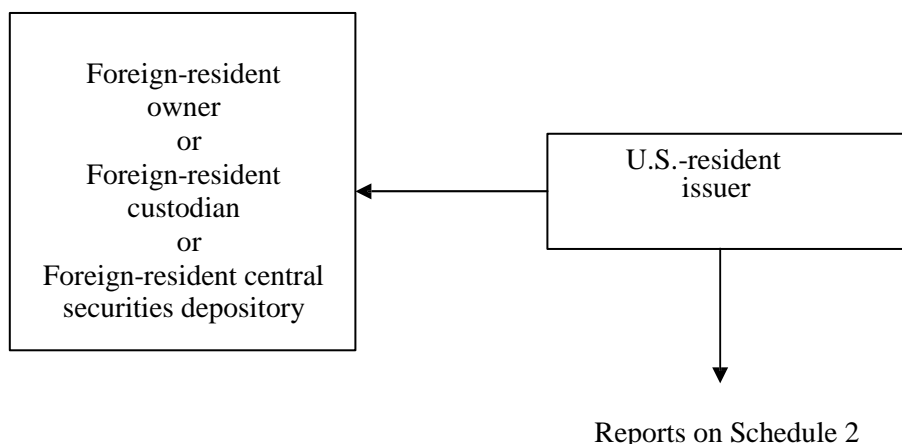 Foreign-resident
owner
or
Foreign-resident
custodian
or
Foreign-resident central
securities depository
U.S.-resident
issuer
Reports on Schedule 2